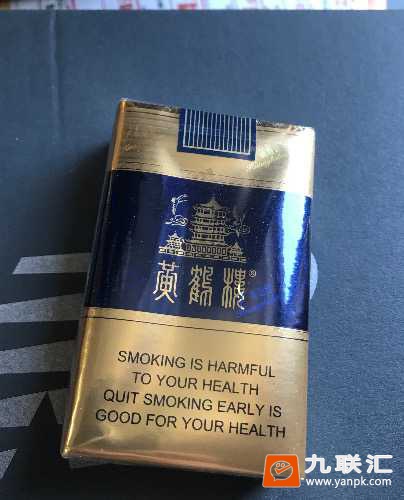 黄鹤楼®
SMOKING IS HARMFUL
TO YOUR HEALTH
QUIT SMOKING EARLY IS
GOOD FOR YOUR HEALTH
九联汇
www.yanpk.com